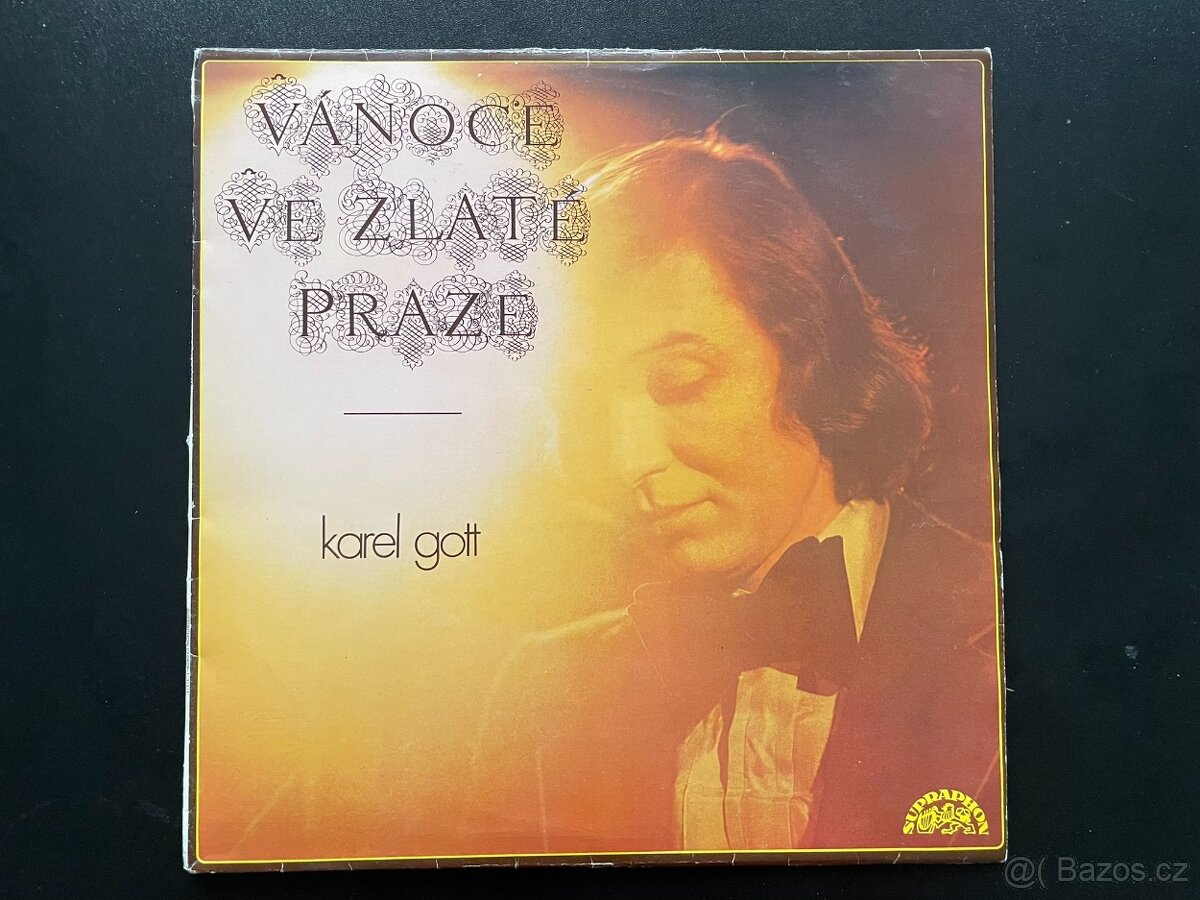 VÁNOCE
VE ZLATÉ
PRAZE
karel gott
SUPRAPHON
@( Bazos.cz